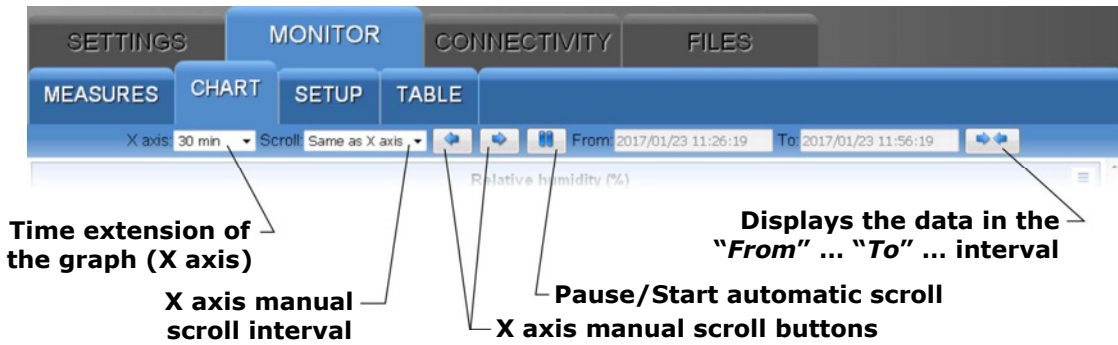 SETTINGS MONITOR CONNECTIVITY FILES
MEASURES CHART SETUP TABLE
X axis: 30 min Scroll: Same as X axis From: 2017/01/23 11:26:19 To: 2017/01/23 11:56:19
Relative humidity (%)
Time extension of
the graph (X axis)
X axis manual
scroll interval
Displays the data in the
“From” … “To” … interval
Pause/Start automatic scroll
X axis manual scroll buttons